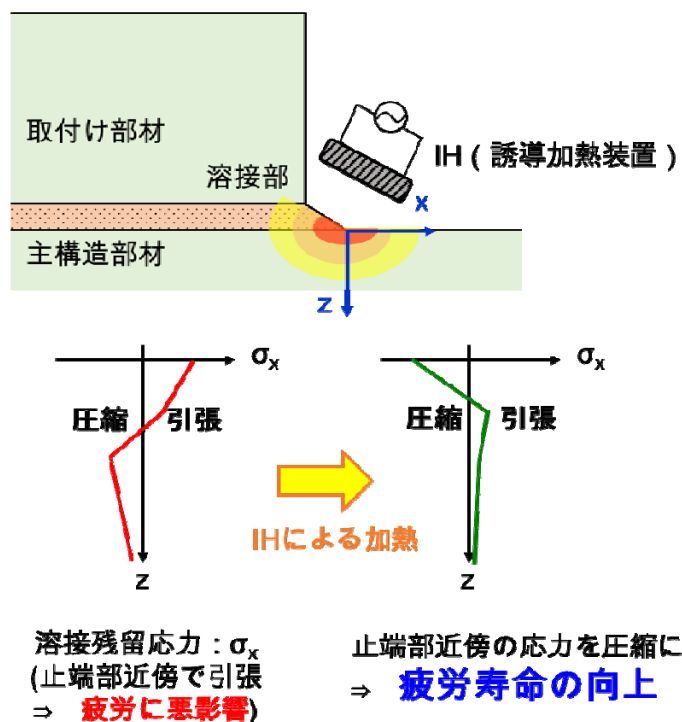 取付け部材
溶接部
IH（誘導加熱装置）
x
主構造部材
z
σx
圧縮 引張
z
σx
圧縮 引張
z
IHによる加熱
溶接残留応力：σx
(止端部近傍で引張
⇒ 疲労に悪影響)
止端部近傍の応力を圧縮に
⇒ 疲労寿命の向上